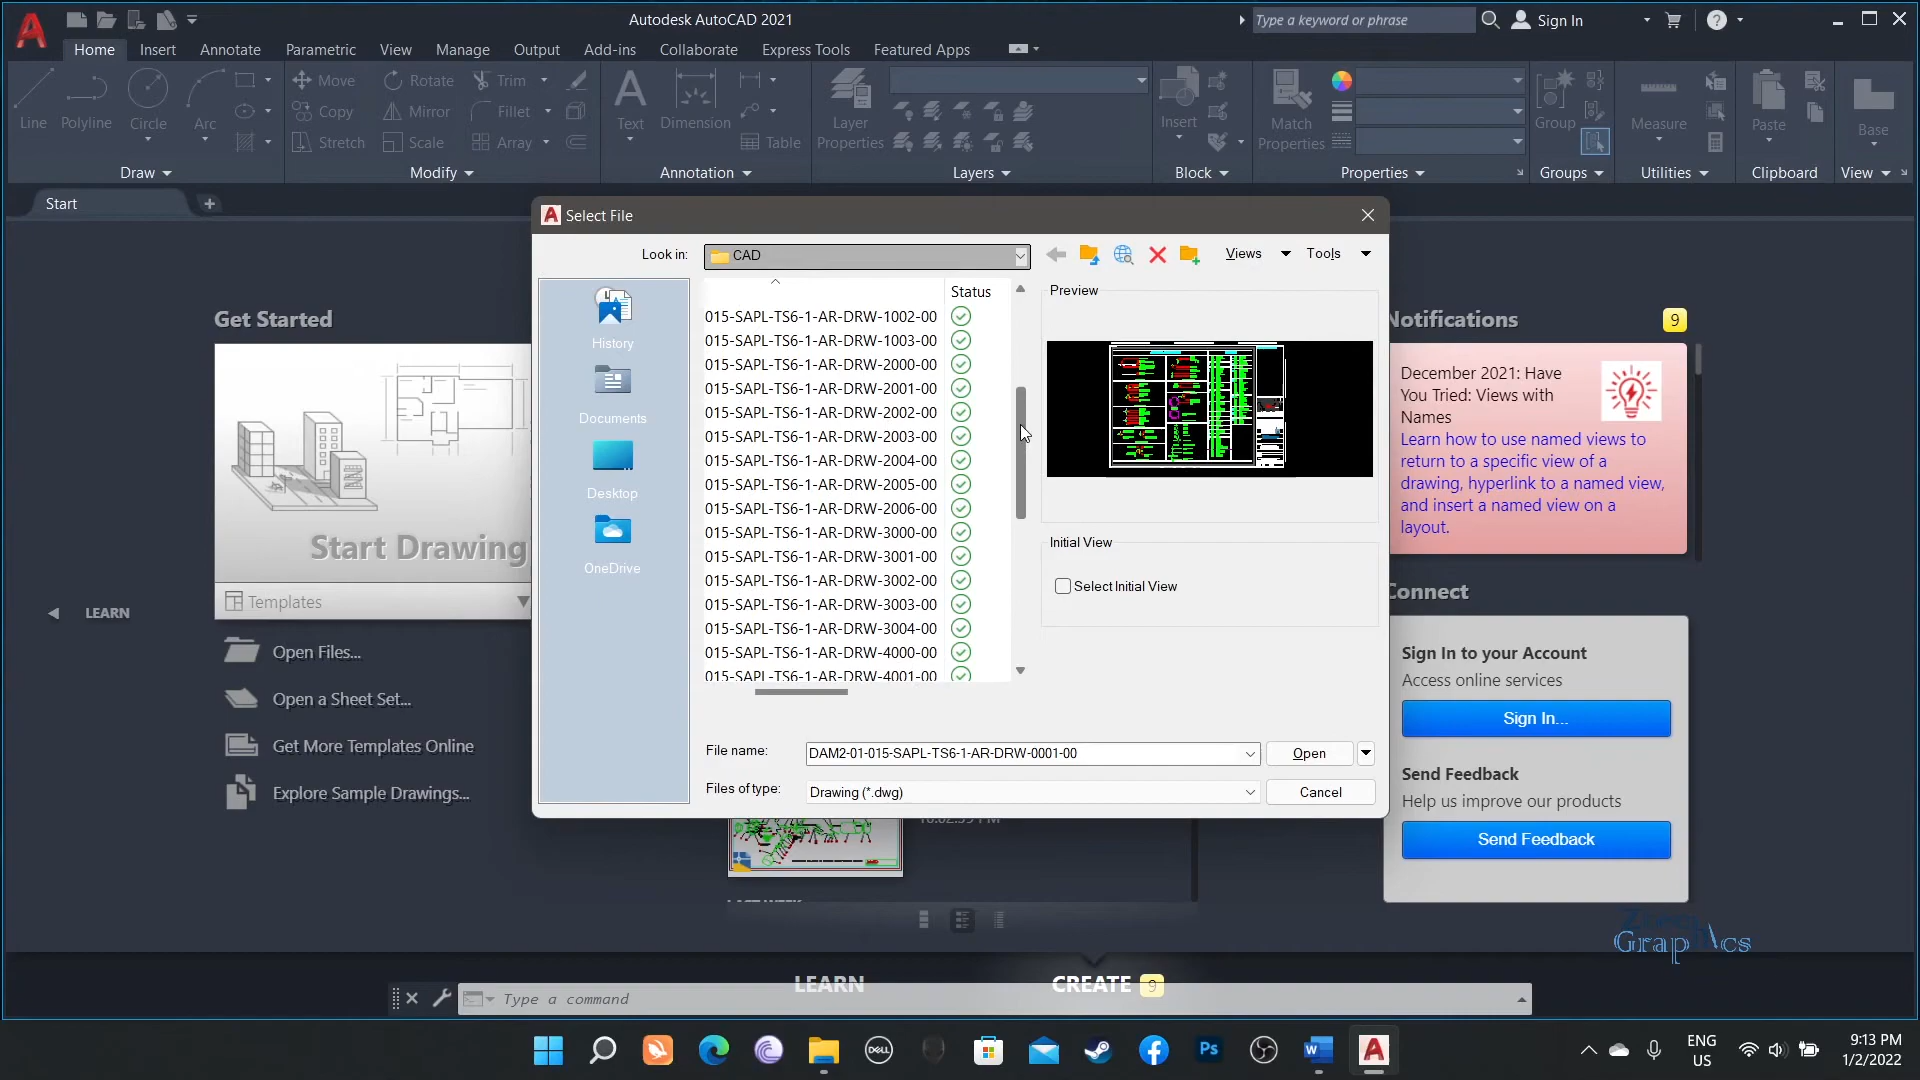 Autodesk AutoCAD 2021
Type a keyword or phrase
Sign In
Home
Insert
Annotate
Parametric
View
Manage
Output
Add-ins
Collaborate
Express Tools
Featured Apps
Line
Polyline
Circle
Arc
Move
Rotate
Trim
Copy
Mirror
Fillet
Stretch
Scale
Array
Text
Dimension
Table
Layer
Properties
Insert
Match
Properties
Group
Measure
Paste
Base
Draw
Modify
Annotation
Layers
Block
Properties
Groups
Utilities
Clipboard
View
Start
Select File
Look in:
CAD
Views
Tools
History
Documents
Desktop
OneDrive
Status
015-SAPL-TS6-1-AR-DRW-1002-00
015-SAPL-TS6-1-AR-DRW-1003-00
015-SAPL-TS6-1-AR-DRW-2000-00
015-SAPL-TS6-1-AR-DRW-2001-00
015-SAPL-TS6-1-AR-DRW-2002-00
015-SAPL-TS6-1-AR-DRW-2003-00
015-SAPL-TS6-1-AR-DRW-2004-00
015-SAPL-TS6-1-AR-DRW-2005-00
015-SAPL-TS6-1-AR-DRW-2006-00
015-SAPL-TS6-1-AR-DRW-3000-00
015-SAPL-TS6-1-AR-DRW-3001-00
015-SAPL-TS6-1-AR-DRW-3002-00
015-SAPL-TS6-1-AR-DRW-3003-00
015-SAPL-TS6-1-AR-DRW-3004-00
015-SAPL-TS6-1-AR-DRW-4000-00
015-SAPL-TS6-1-AR-DRW-4001-00
Preview
Initial View
Select Initial View
File name:
DAM2-01-015-SAPL-TS6-1-AR-DRW-0001-00
Open
Files of type:
Drawing (*.dwg)
Cancel
Get Started
Start Drawing
Templates
LEARN
Open Files...
Open a Sheet Set...
Get More Templates Online
Explore Sample Drawings...
Notifications
9
December 2021: Have
You Tried: Views with
Names
Learn how to use named views to
return to a specific view of a
drawing, hyperlink to a named view,
and insert a named view on a
layout.
Connect
Sign In to your Account
Access online services
Sign In...
Send Feedback
Help us improve our products
Send Feedback
Graphics
LEARN
CREATE
9
Type a command
DELL
Ps
W
ENG
US
9:13 PM
1/2/2022